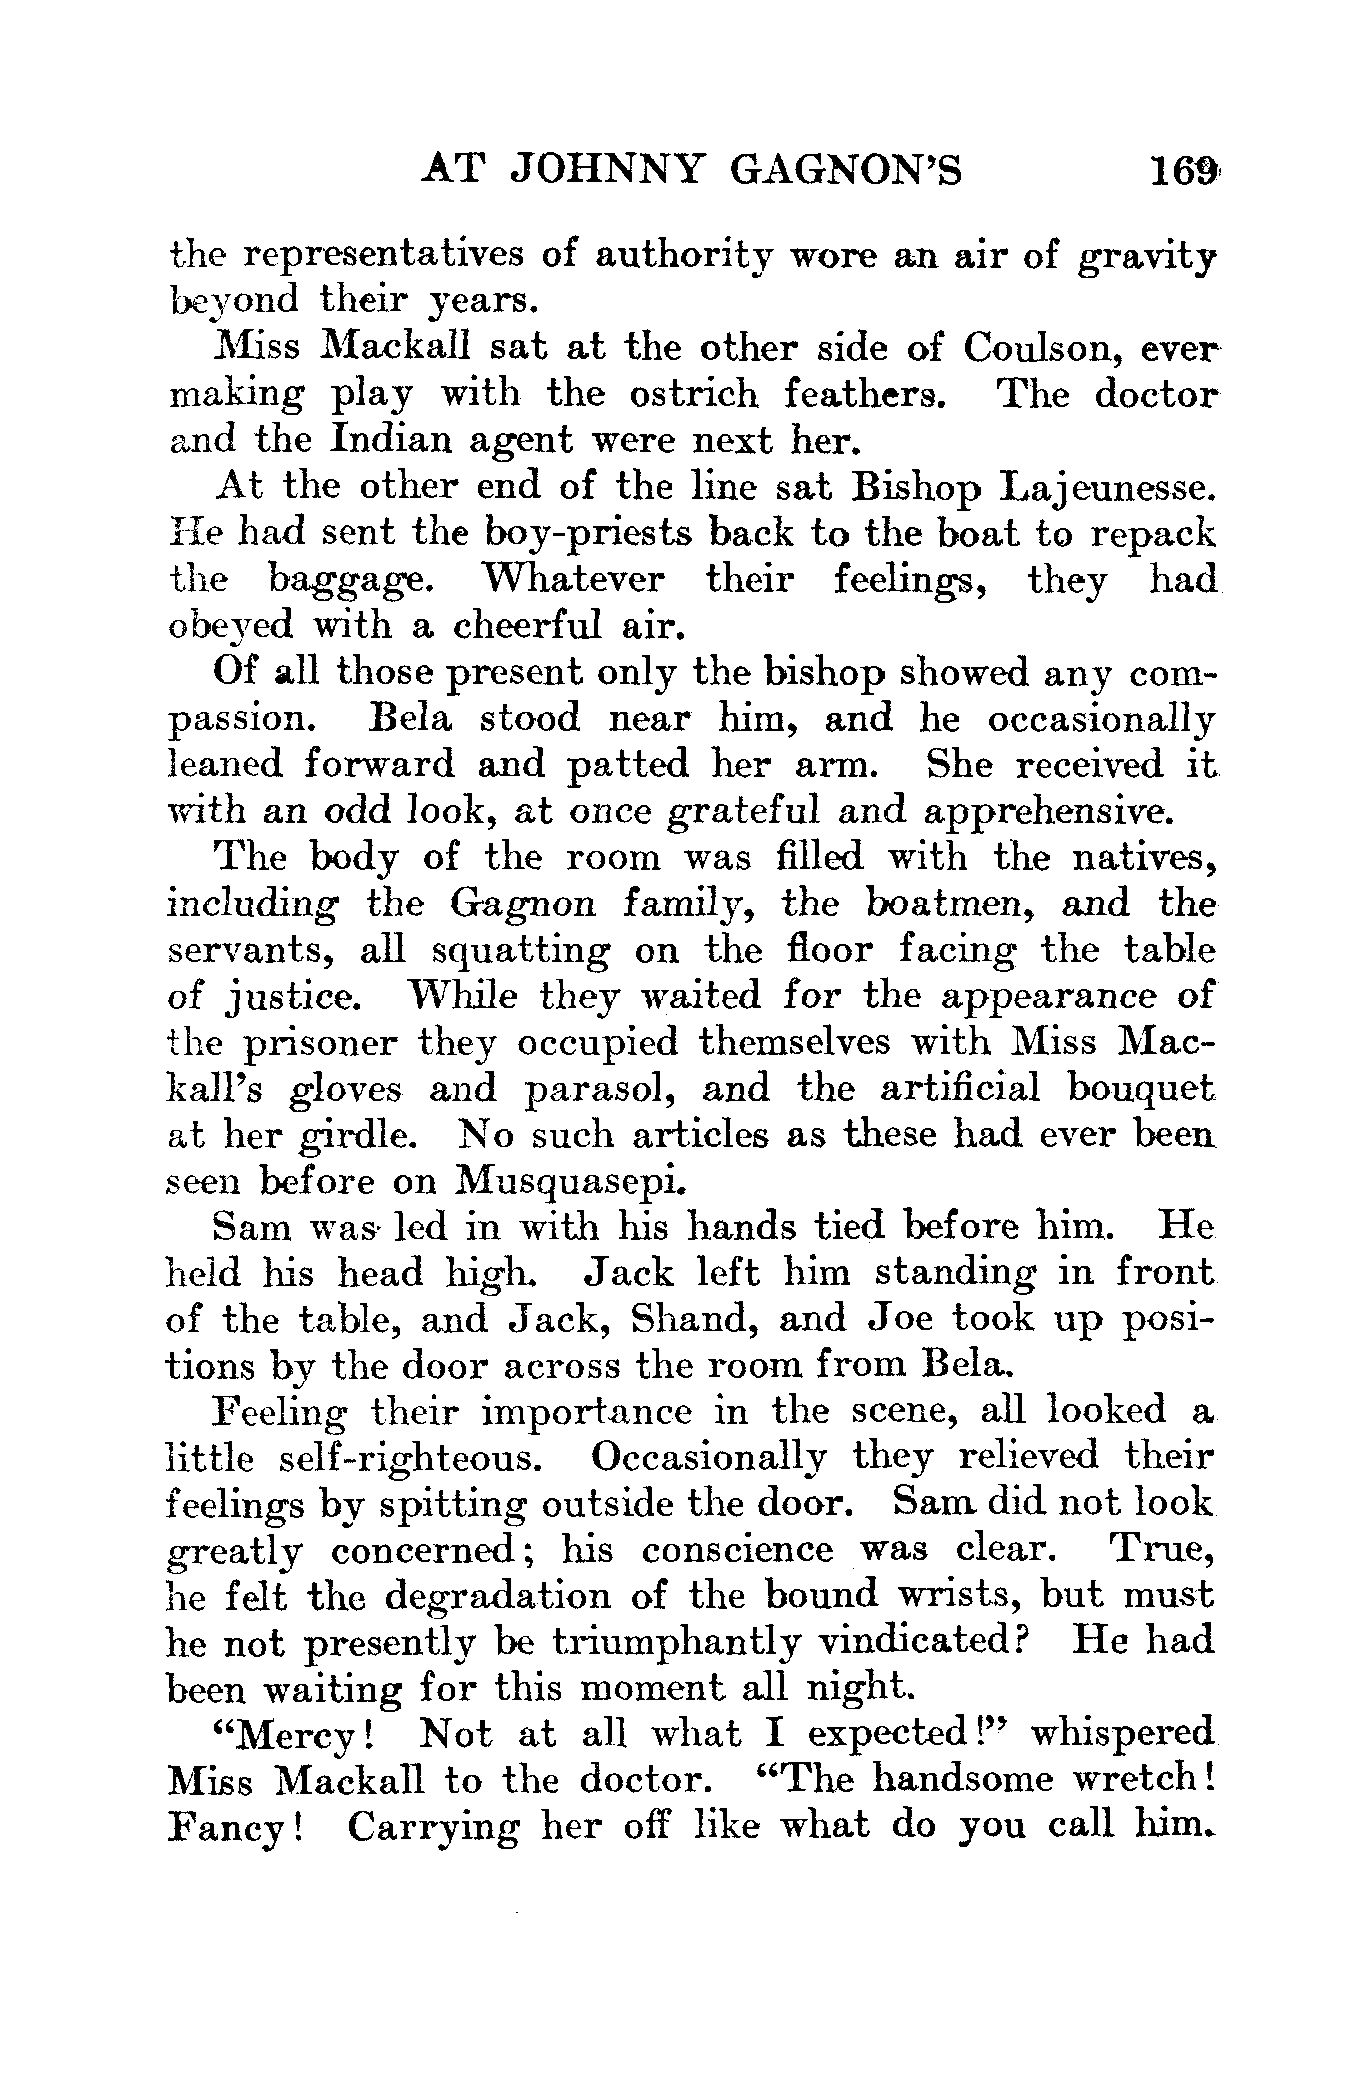 AT JOHNNY GAGNON'S 169
the representatives of authority wore an air of gravity
beyond their years.
Miss Mackall sat at the other side of Coulson, ever
making play with the ostrich feathers. The doctor
and the Indian agent were next her.
At the other end of the line sat Bishop Lajeunesse.
He had sent the boy-priests back to the boat to repack
the baggage. Whatever their feelings, they had
obeyed with a cheerful air.
Of all those present only the bishop showed any com-
passion. Bela stood near him, and he occasionally
leaned forward and patted her arm. She received it
with an odd look, at once grateful and apprehensive.
The body of the room was filled with the natives,
including the Gagnon family, the boatmen, and the
servants, all squatting on the floor facing the table
of justice. While they waited for the appearance of
the prisoner they occupied themselves with Miss Mac-
kall's gloves and parasol, and the artificial bouquet
at her girdle. No such articles as these had ever been
seen before on Musquasepi.
Sam was led in with his hands tied before him. He
held his head high. Jack left him standing in front
of the table, and Jack, Shand, and Joe took up posi-
tions by the door across the room from Bela.
Feeling their importance in the scene, all looked a
little self-righteous. Occasionally they relieved their
feelings by spitting outside the door. Sam did not look
greatly concerned; his conscience was clear. True,
he felt the degradation of the bound wrists, but must
he not presently be triumphantly vindicated? He had
been waiting for this moment all night.
"Mercy! Not at all what I expected!" whispered
Miss Mackall to the doctor. "The handsome wretch!
Fancy! Carrying her off like what do you call him.